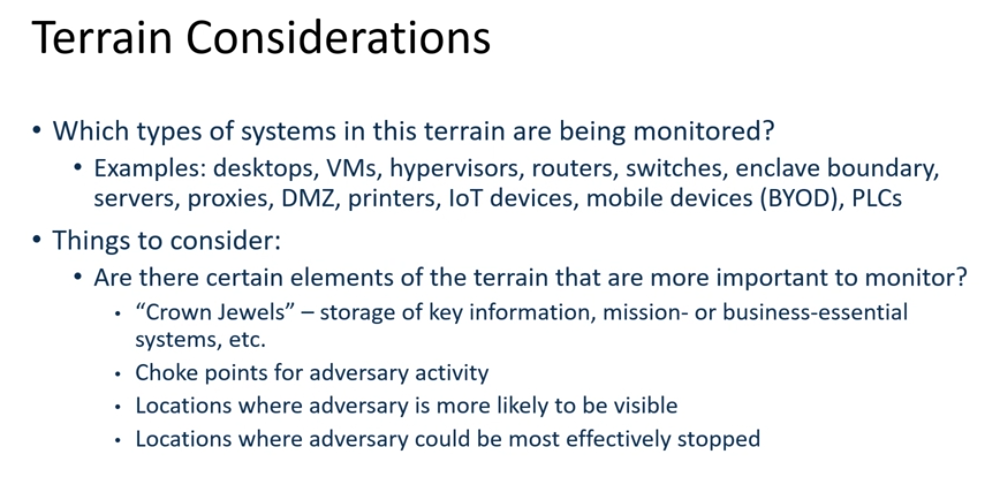 Terrain Considerations
• Which types of systems in this terrain are being monitored?
• Examples: desktops, VMs, hypervisors, routers, switches, enclave boundary,
servers, proxies, DMZ, printers, IoT devices, mobile devices (BYOD), PLCs
• Things to consider:
• Are there certain elements of the terrain that are more important to monitor?
• “Crown Jewels” – storage of key information, mission- or business-essential
systems, etc.
• Choke points for adversary activity
• Locations where adversary is more likely to be visible
• Locations where adversary could be most effectively stopped